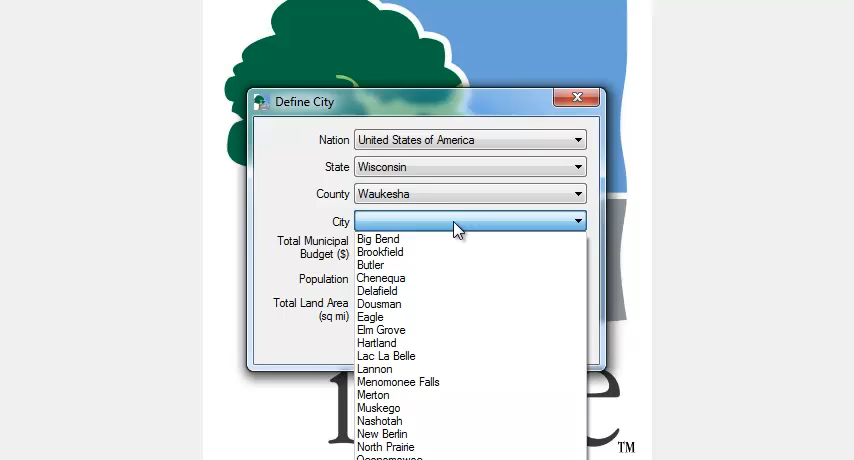 Define City
Nation United States of America
State Wisconsin
County Waukesha
City
Total Municipal
Budget ($)
Population
Total Land Area
(sq mi)
Big Bend
Brookfield
Butler
Chenequa
Delafield
Dousman
Eagle
Elm Grove
Hartland
Lac La Belle
Lannon
Menomonee Falls
Merton
Muskego
Nashotah
New Berlin
North Prairie
TM